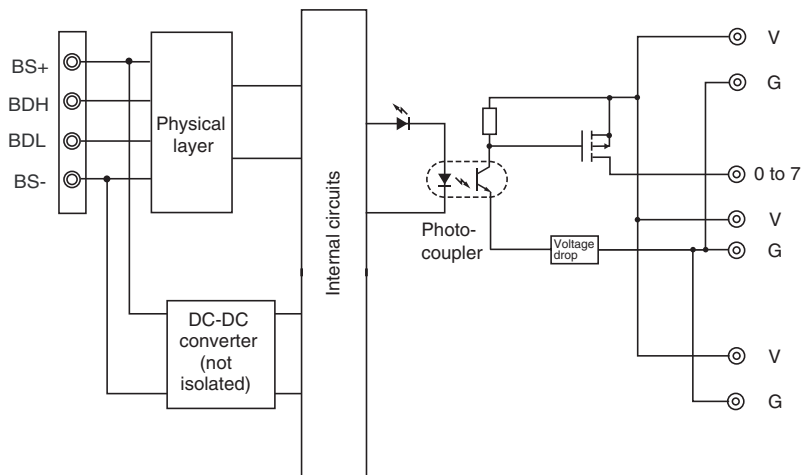 BS+
BDH
BDL
BS-
Physical
layer
DC-DC
converter
(not
isolated)
Internal circuits
Photo-
coupler
Voltage
drop
V
G
0 to 7
V
G
V
G